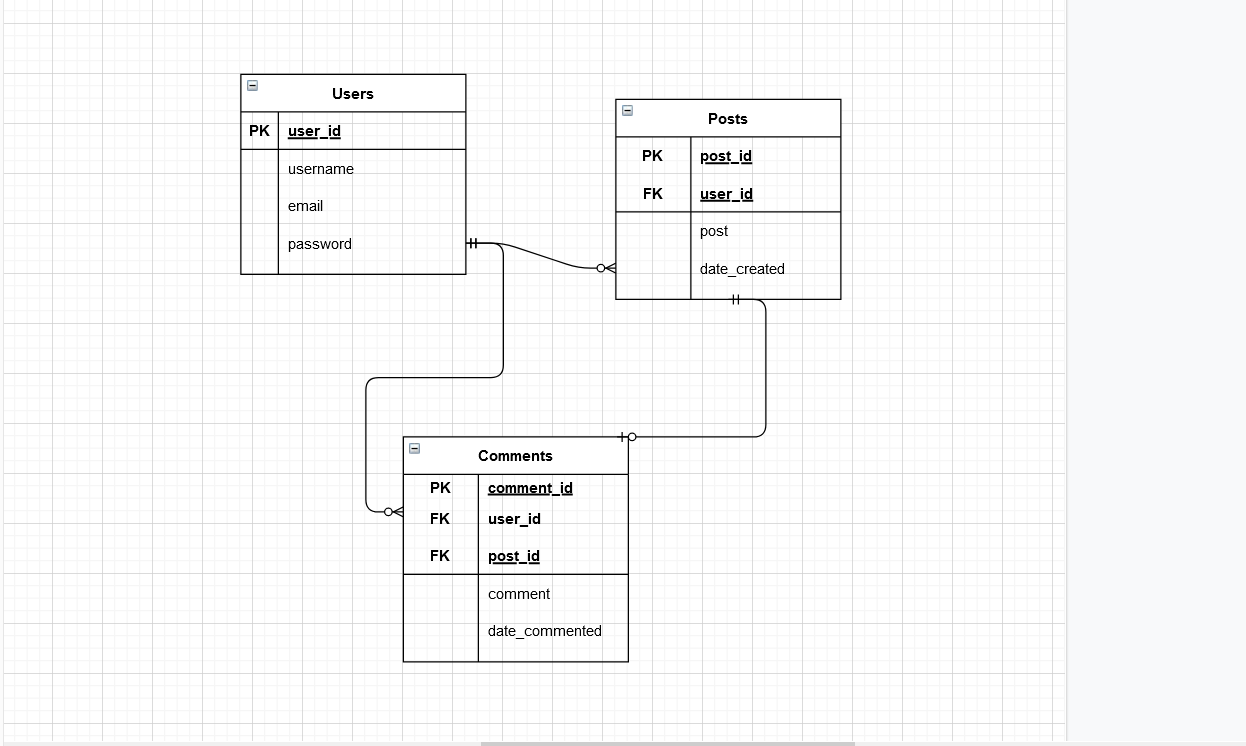 Users
PK user_id
username
email
password
Posts
PK post_id
FK user_id
post
date_created
Comments
PK comment_id
FK user_id
FK post_id
comment
date_commented